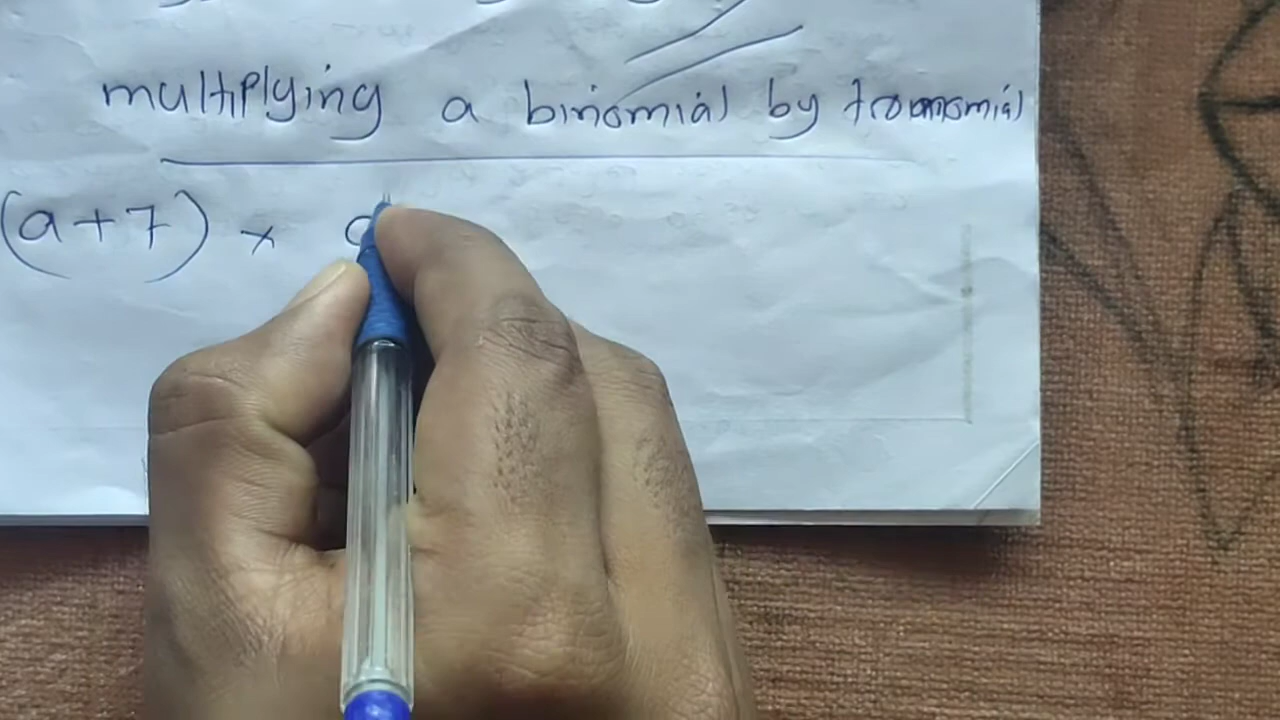 multiplying a binomial by
(a+7) ×